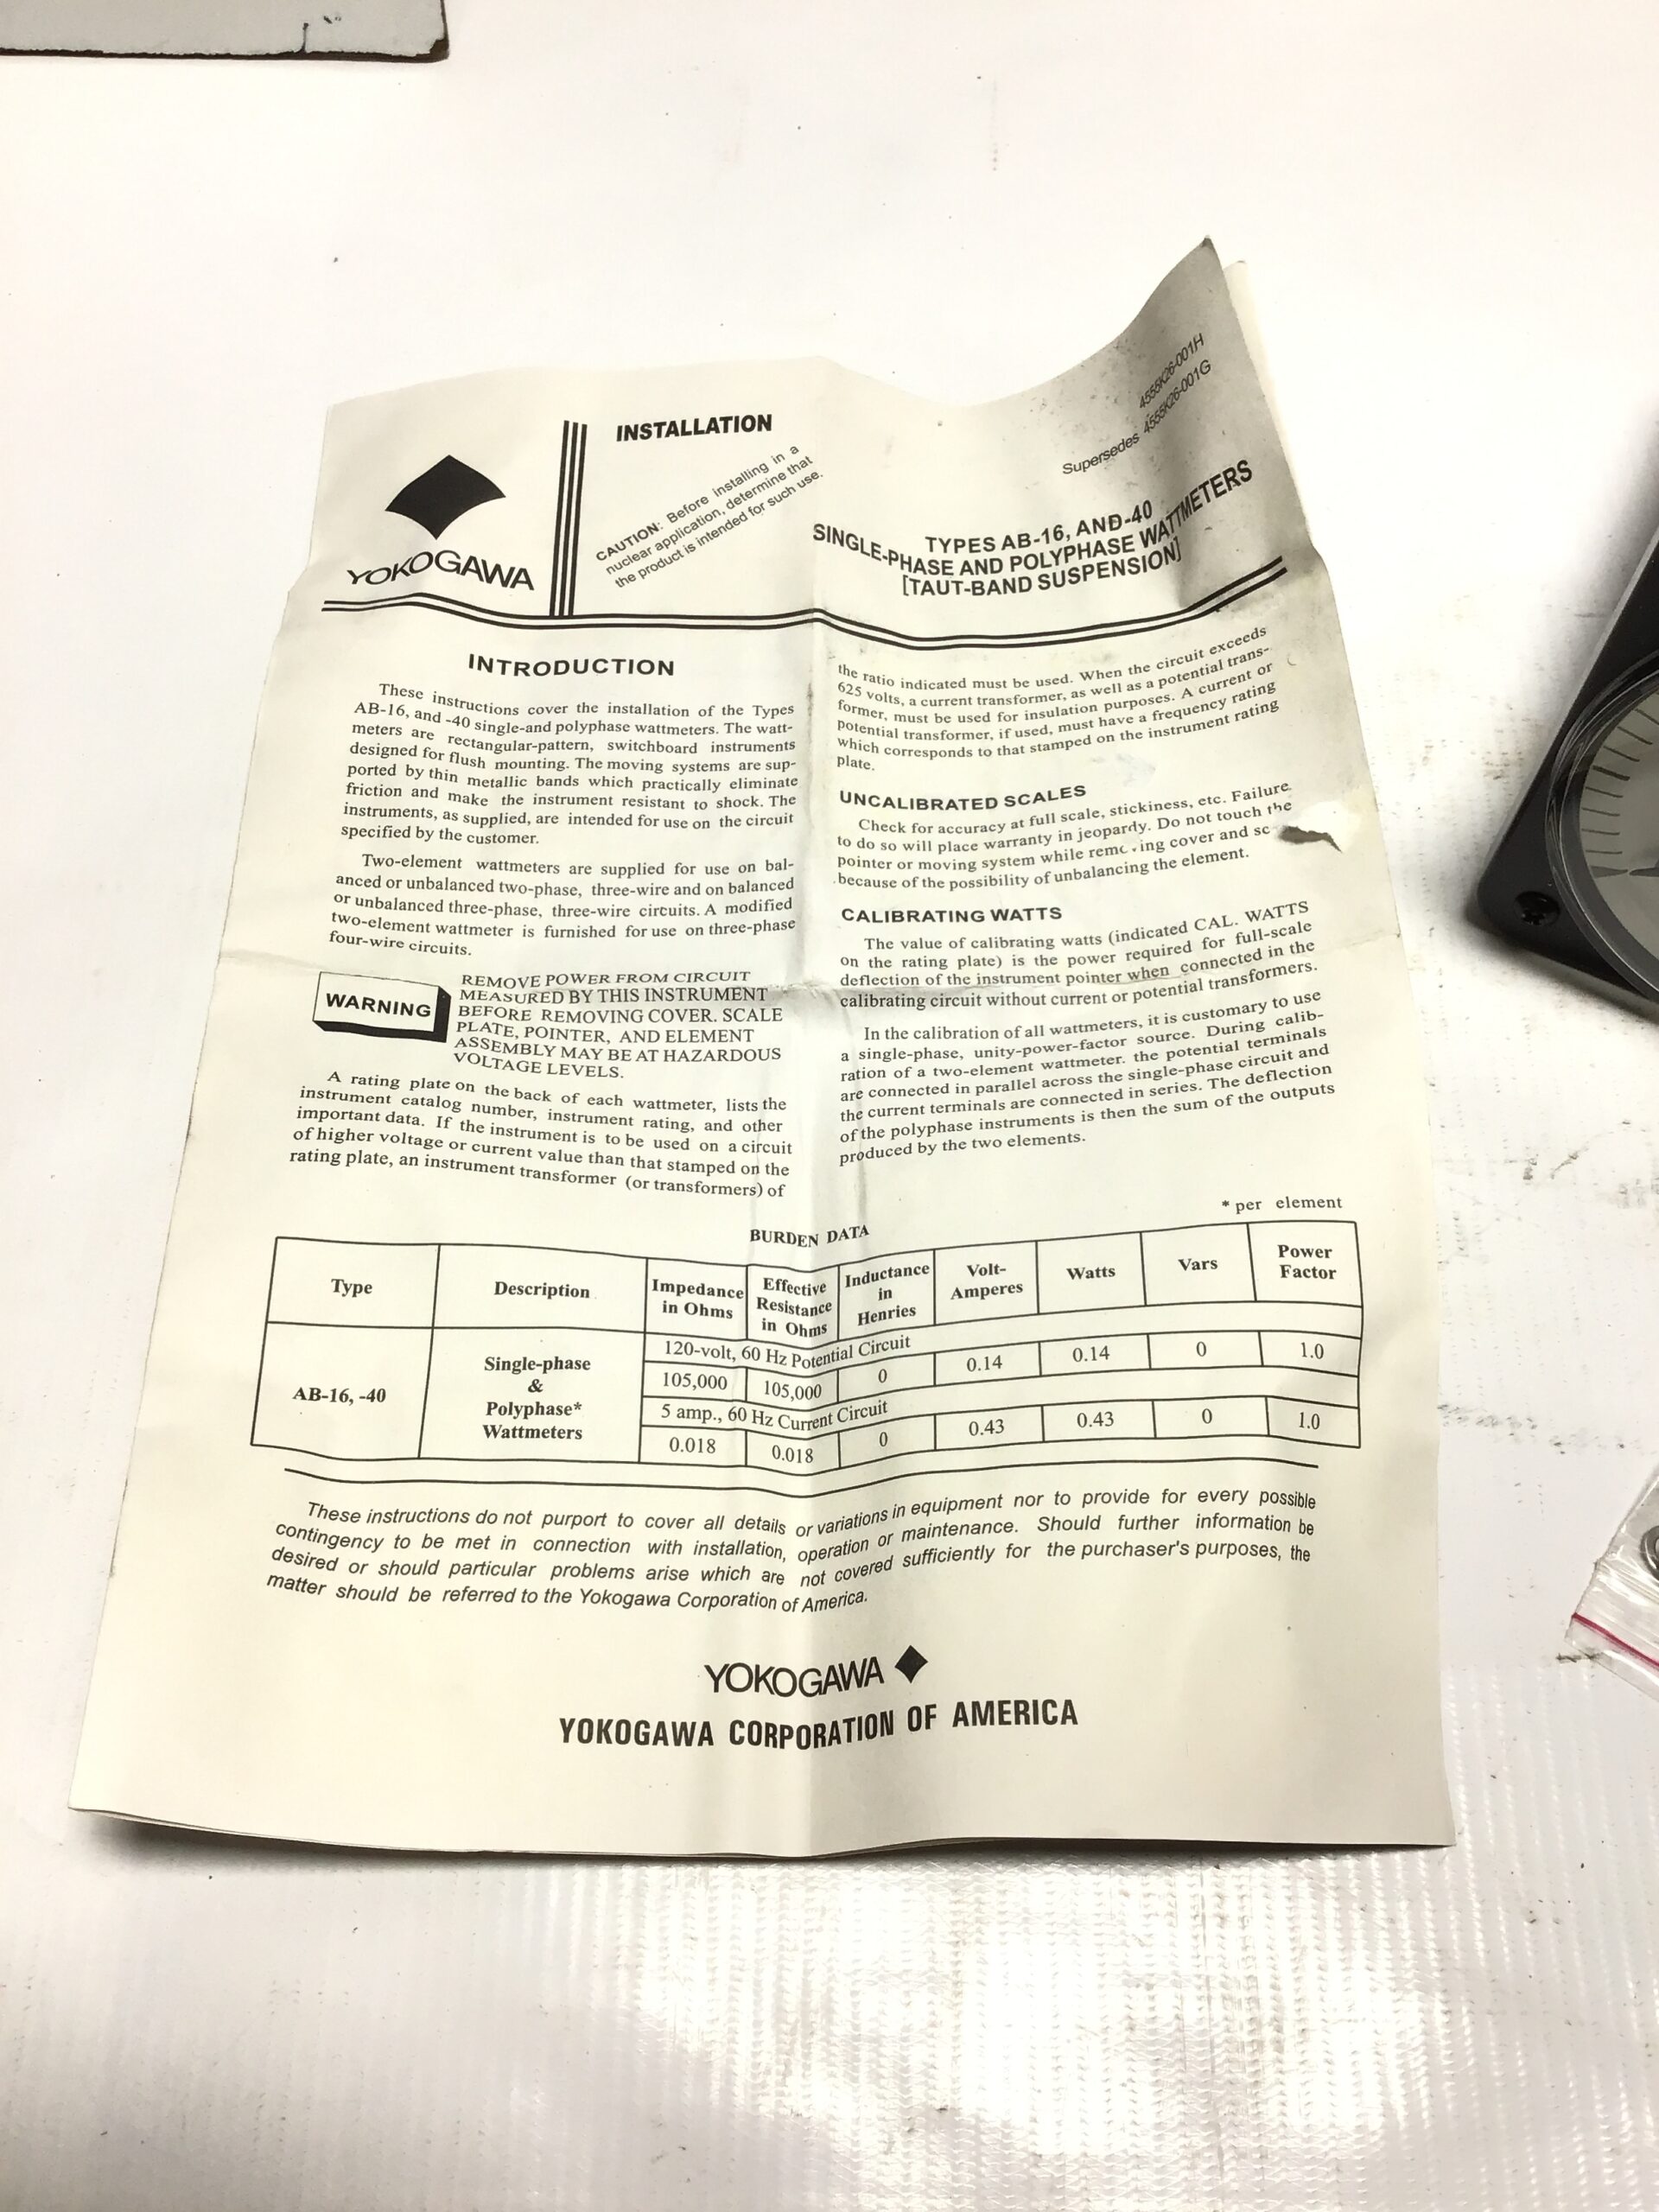 4555K26-001H
Supersedes 4555K26-001G
INSTALLATION
CAUTION: Before installing in a
nuclear application, determine that
the product is intended for such use.
YOKOGAWA
TYPES AB-16, AND-40
SINGLE-PHASE AND POLYPHASE WATTMETERS
[TAUT-BAND SUSPENSION]
INTRODUCTION
These instructions cover the installation of the Types
AB-16, and -40 single-and polyphase wattmeters. The watt-
meters are rectangular-pattern, switchboard instruments
designed for flush mounting. The moving systems are sup-
ported by thin metallic bands which practically eliminate
friction and make the instrument resistant to shock. The
instruments, as supplied, are intended for use on the circuit
specified by the customer.
Two-element wattmeters are supplied for use on bal-
anced or unbalanced two-phase, three-wire and on balanced
or unbalanced three-phase, three-wire circuits. A modified
two-element wattmeter is furnished for use on three-phase
four-wire circuits.
WARNING
REMOVE POWER FROM CIRCUIT
MEASURED BY THIS INSTRUMENT
BEFORE REMOVING COVER. SCALE
PLATE, POINTER, AND ELEMENT
ASSEMBLY MAY BE AT HAZARDOUS
VOLTAGE LEVELS.
A rating plate on the back of each wattmeter, lists the
instrument catalog number, instrument rating, and other
important data. If the instrument is to be used on a circuit
of higher voltage or current value than that stamped on the
rating plate, an instrument transformer (or transformers) of
the ratio indicated must be used. When the circuit exceeds
625 volts, a current transformer, as well as a potential trans-
former, must be used for insulation purposes. A current or
potential transformer, if used, must have a frequency rating
which corresponds to that stamped on the instrument rating
plate.
UNCALIBRATED SCALES
Check for accuracy at full scale, stickiness, etc. Failure
to do so will place warranty in jeopardy. Do not touch the
pointer or moving system while removing cover and sc
because of the possibility of unbalancing the element.
CALIBRATING WATTS
The value of calibrating watts (indicated CAL. WATTS
on the rating plate) is the power required for full-scale
deflection of the instrument pointer when connected in the
calibrating circuit without current or potential transformers.
In the calibration of all wattmeters, it is customary to use
a single-phase, unity-power-factor source. During calib-
ration of a two-element wattmeter. the potential terminals
are connected in parallel across the single-phase circuit and
the current terminals are connected in series. The deflection
of the polyphase instruments is then the sum of the outputs
produced by the two elements.
* per element
BURDEN DATA
Type Description Impedance in Ohms Effective Resistance in Ohms Inductance in Henries Volt-Amperes Watts Vars Power Factor
AB-16, -40 Single-phase & Polyphase* Wattmeters
120-volt, 60 Hz Potential Circuit
105,000 105,000 0 0.14 0.14 0 1.0
5 amp., 60 Hz Current Circuit
0.018 0.018 0 0.43 0.43 0 1.0
These instructions do not purport to cover all details or variations in equipment nor to provide for every possible
contingency to be met in connection with installation, operation or maintenance. Should further information be
desired or should particular problems arise which are not covered sufficiently for the purchaser's purposes, the
matter should be referred to the Yokogawa Corporation of America.
YOKOGAWA
YOKOGAWA CORPORATION OF AMERICA